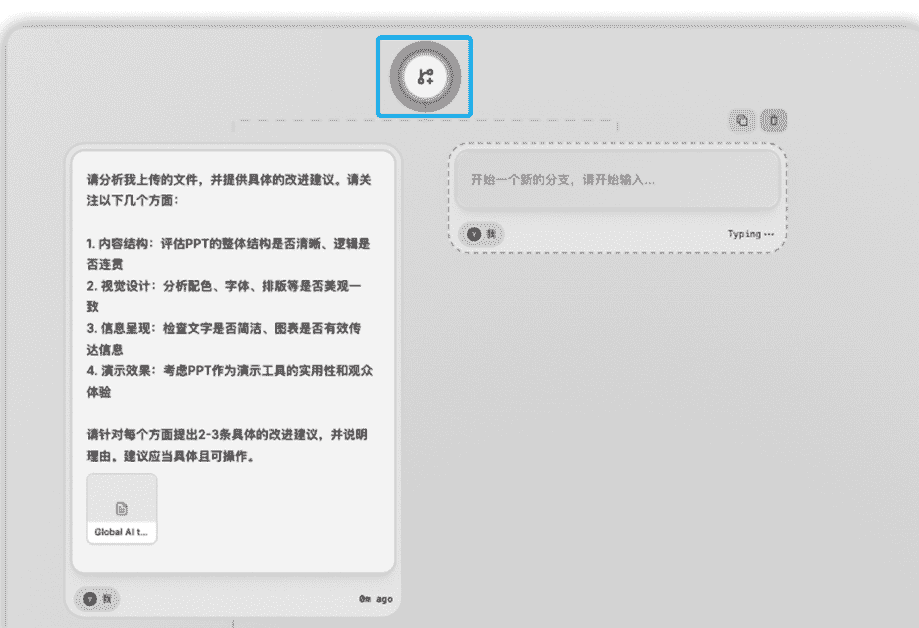 请分析我上传的文件，并提供具体的改进建议。请关
注以下几个方面：
1. 内容结构：评估PPT的整体结构是否清晰、逻辑是
否连贯
2. 视觉设计：分析配色、字体、排版等是否美观一
致
3. 信息呈现：检查文字是否简洁、图表是否有效传
达信息
4. 演示效果：考虑PPT作为演示工具的实用性和观众
体验
请针对每个方面提出2-3条具体的改进建议，并说明
理由。建议应当具体且可操作。
Global AI t...
Y 我
0m ago
开始一个新的分支，请开始输入...
Y 我
Typing ···